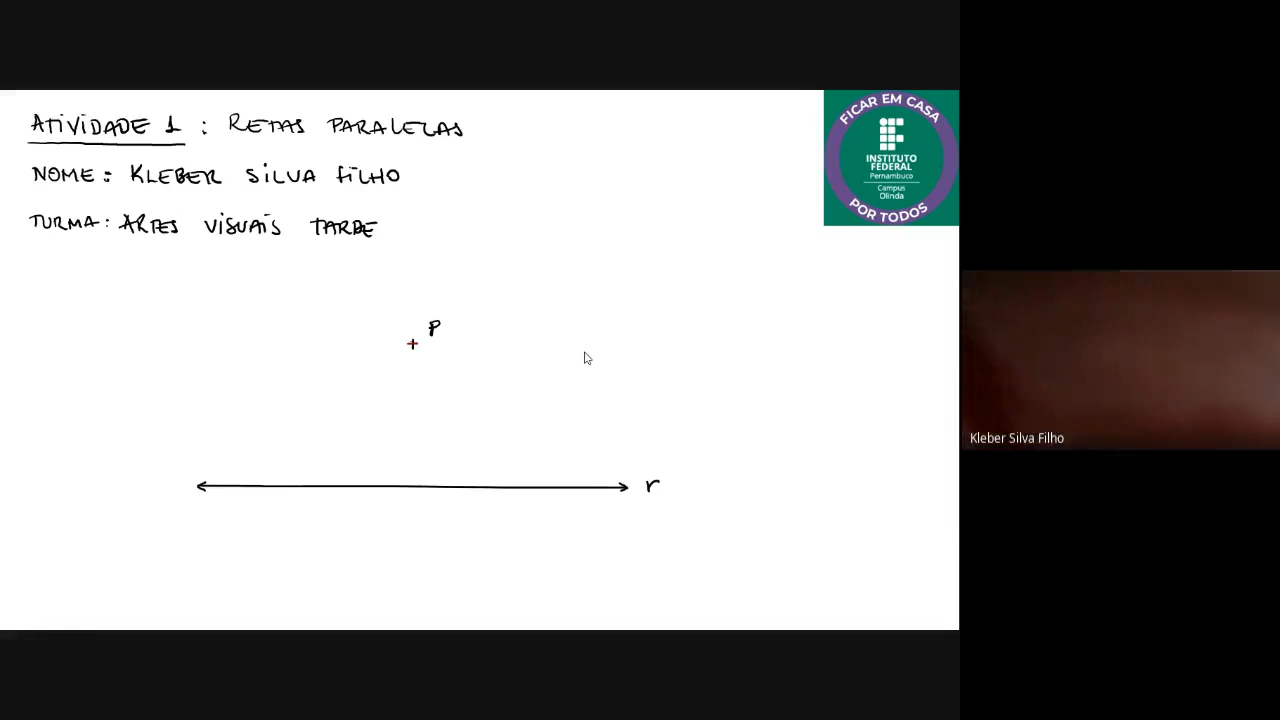 ATIVIDADE 1 : RETAS PARALELAS
NOME: KLEBER SILVA FILHO
TURMA: ARTES VISUAIS TARDE
FICAR EM CASA
INSTITUTO
FEDERAL
Pernambuco
Campus
Olinda
POR TODOS
P
r
Kleber Silva Filho